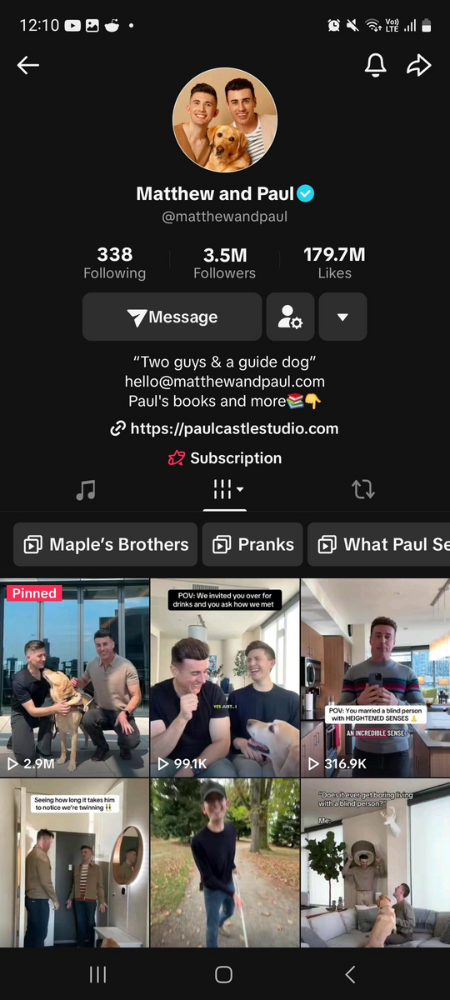 12:10
Vo))
LTE
Matthew and Paul
@matthewandpaul
338
3.5M
179.7M
Following
Followers
Likes
Message
“Two guys & a guide dog”
hello@matthewandpaul.com
Paul's books and more📚👇
https://paulcastlestudio.com
Subscription
Maple’s Brothers
Pranks
What Paul Se
Pinned
2.9M
POV: We invited you over for
drinks and you ask how we met
YES JUST.. I
99.1K
POV: You married a blind person
with HEIGHTENED SENSES 👃
AN INCREDIBLE SENSE
316.9K
Seeing how long it takes him
to notice we're twinning 👯
"Does it ever get boring living
with a blind person?"
Me: